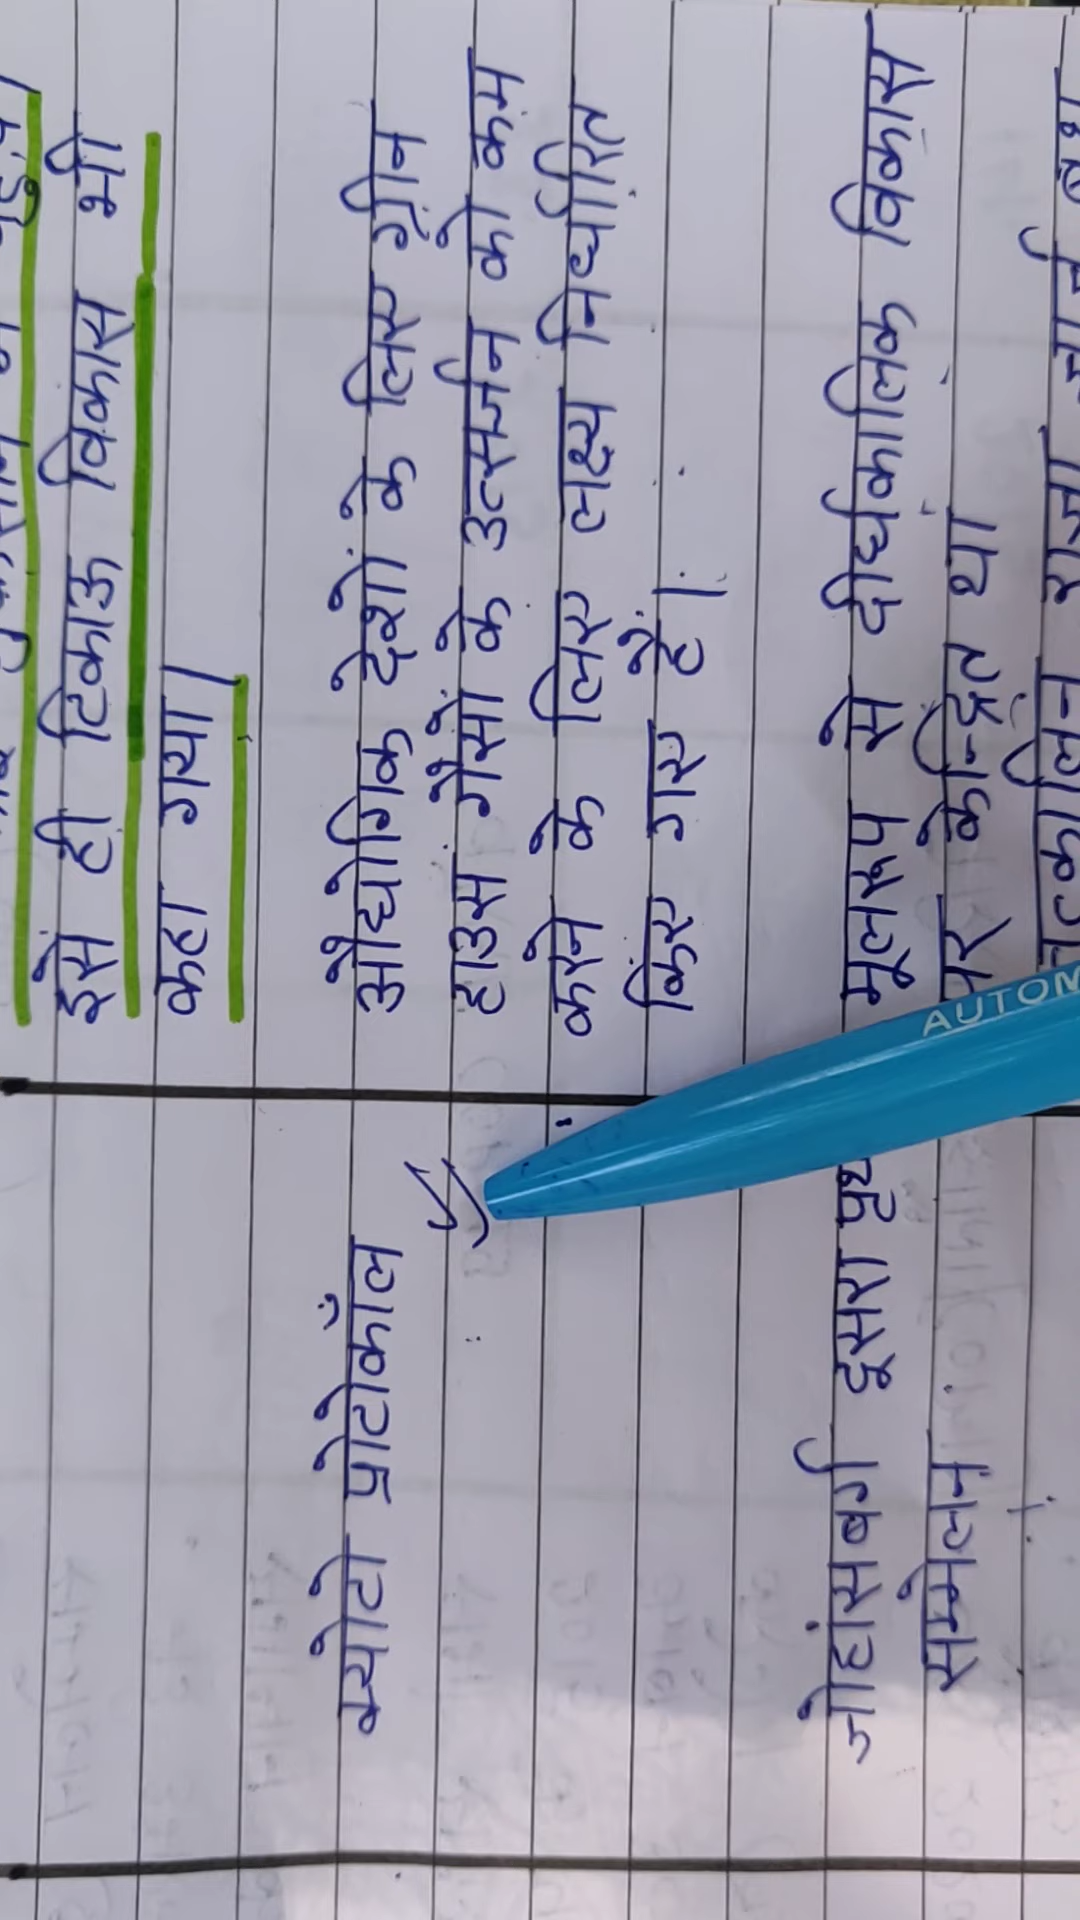 इसे ही टिकाऊ विकास भी
कहा गया।
क्योटो प्रोटोकॉल
औद्योगिक देशों के लिए ग्रीन
हाउस गैसों के उत्सर्जन को कम
करने के लिए लक्ष्य निर्धारित
किए गए हैं।
जोहांसबर्ग दूसरा पृ
सम्मेलन
मूलरूप से दीर्घकालिक विकास
पर केन्द्रित था
AUTOM